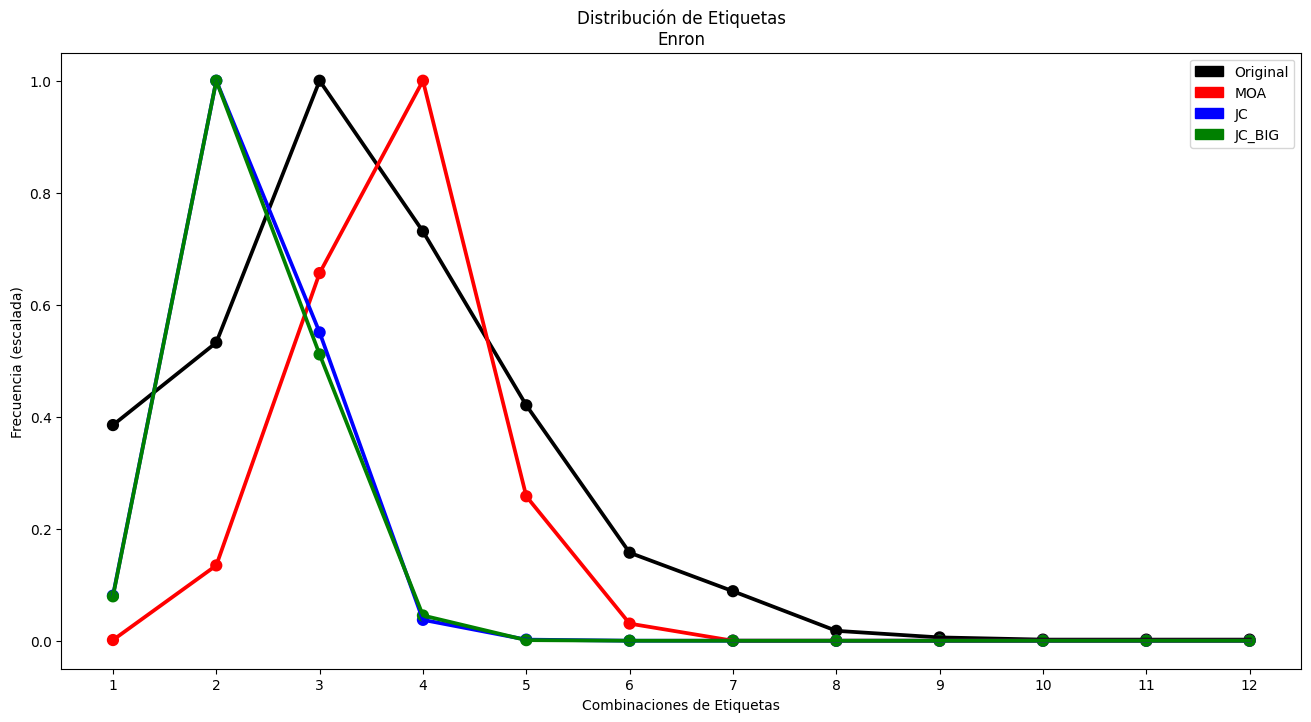 Distribución de Etiquetas
Enron
Original
MOA
JC
JC_BIG
Frecuencia (escalada)
1.0
0.8
0.6
0.4
0.2
0.0
1 2 3 4 5 6 7 8 9 10 11 12
Combinaciones de Etiquetas